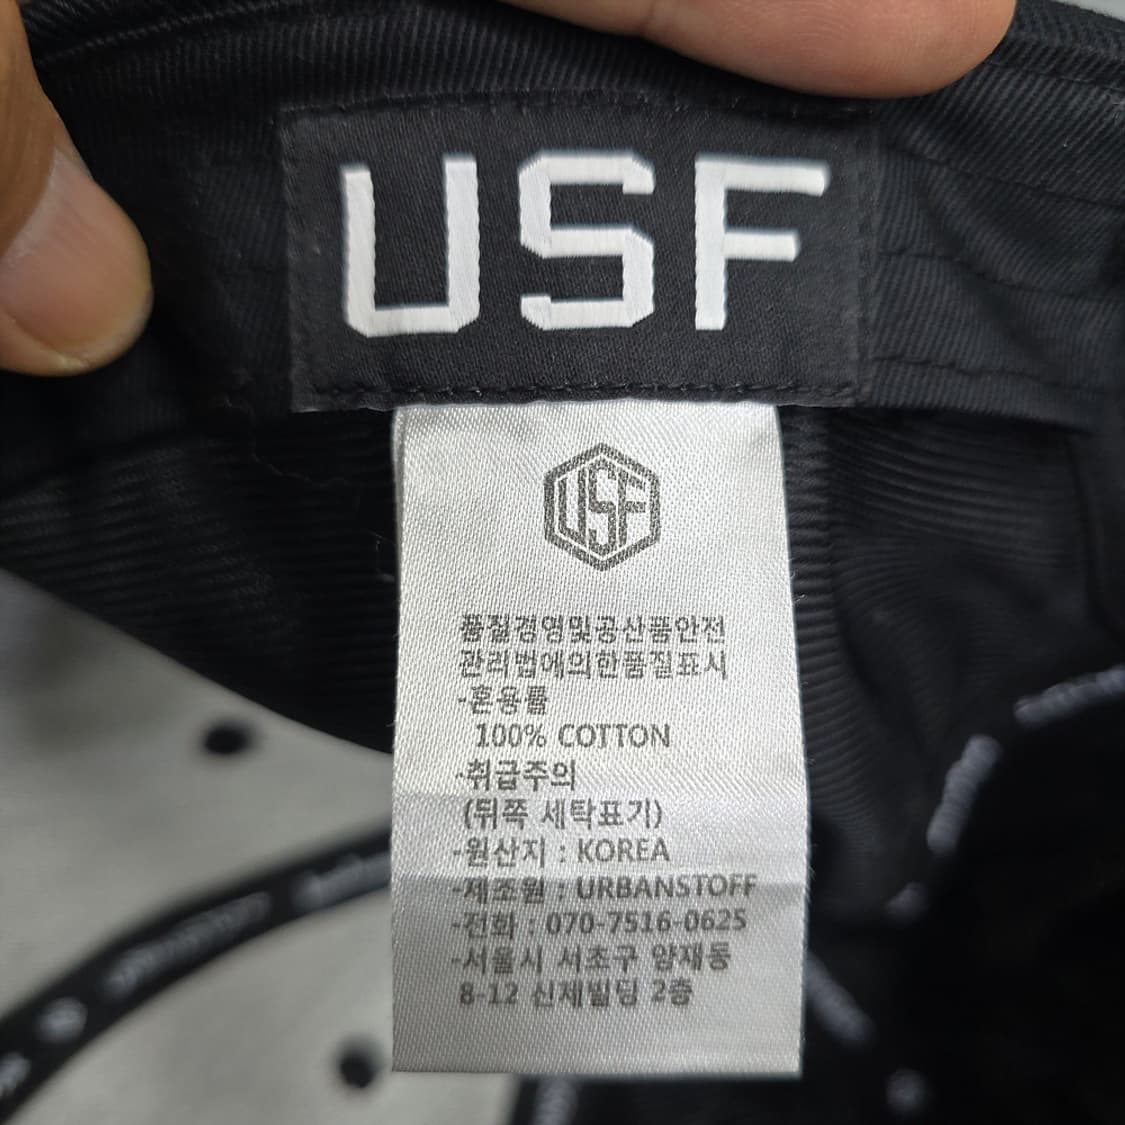 USF
USF
품질경영및공산품안전
관리법에의한품질표시
-혼용률
100% COTTON
-취급주의
(뒤쪽 세탁표기)
-원산지 : KOREA
-제조원 : URBANSTOFF
-전화 : 070-7516-0625
-서울시 서초구 양재동
8-12 신제빌딩 2층